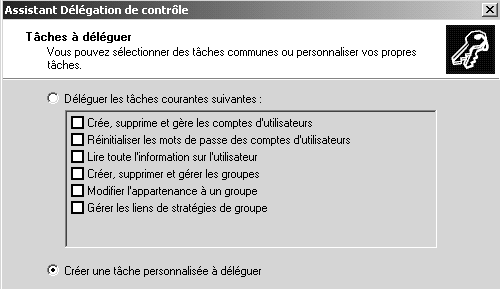 Assistant Délégation de contrôle
Tâches à déléguer
Vous pouvez sélectionner des tâches communes ou personnaliser vos propres
tâches.
Déléguer les tâches courantes suivantes :
Crée, supprime et gère les comptes d'utilisateurs
Réinitialiser les mots de passe des comptes d'utilisateurs
Lire toute l'information sur l'utilisateur
Créer, supprimer et gérer les groupes
Modifier l'appartenance à un groupe
Gérer les liens de stratégies de groupe
Créer une tâche personnalisée à déléguer